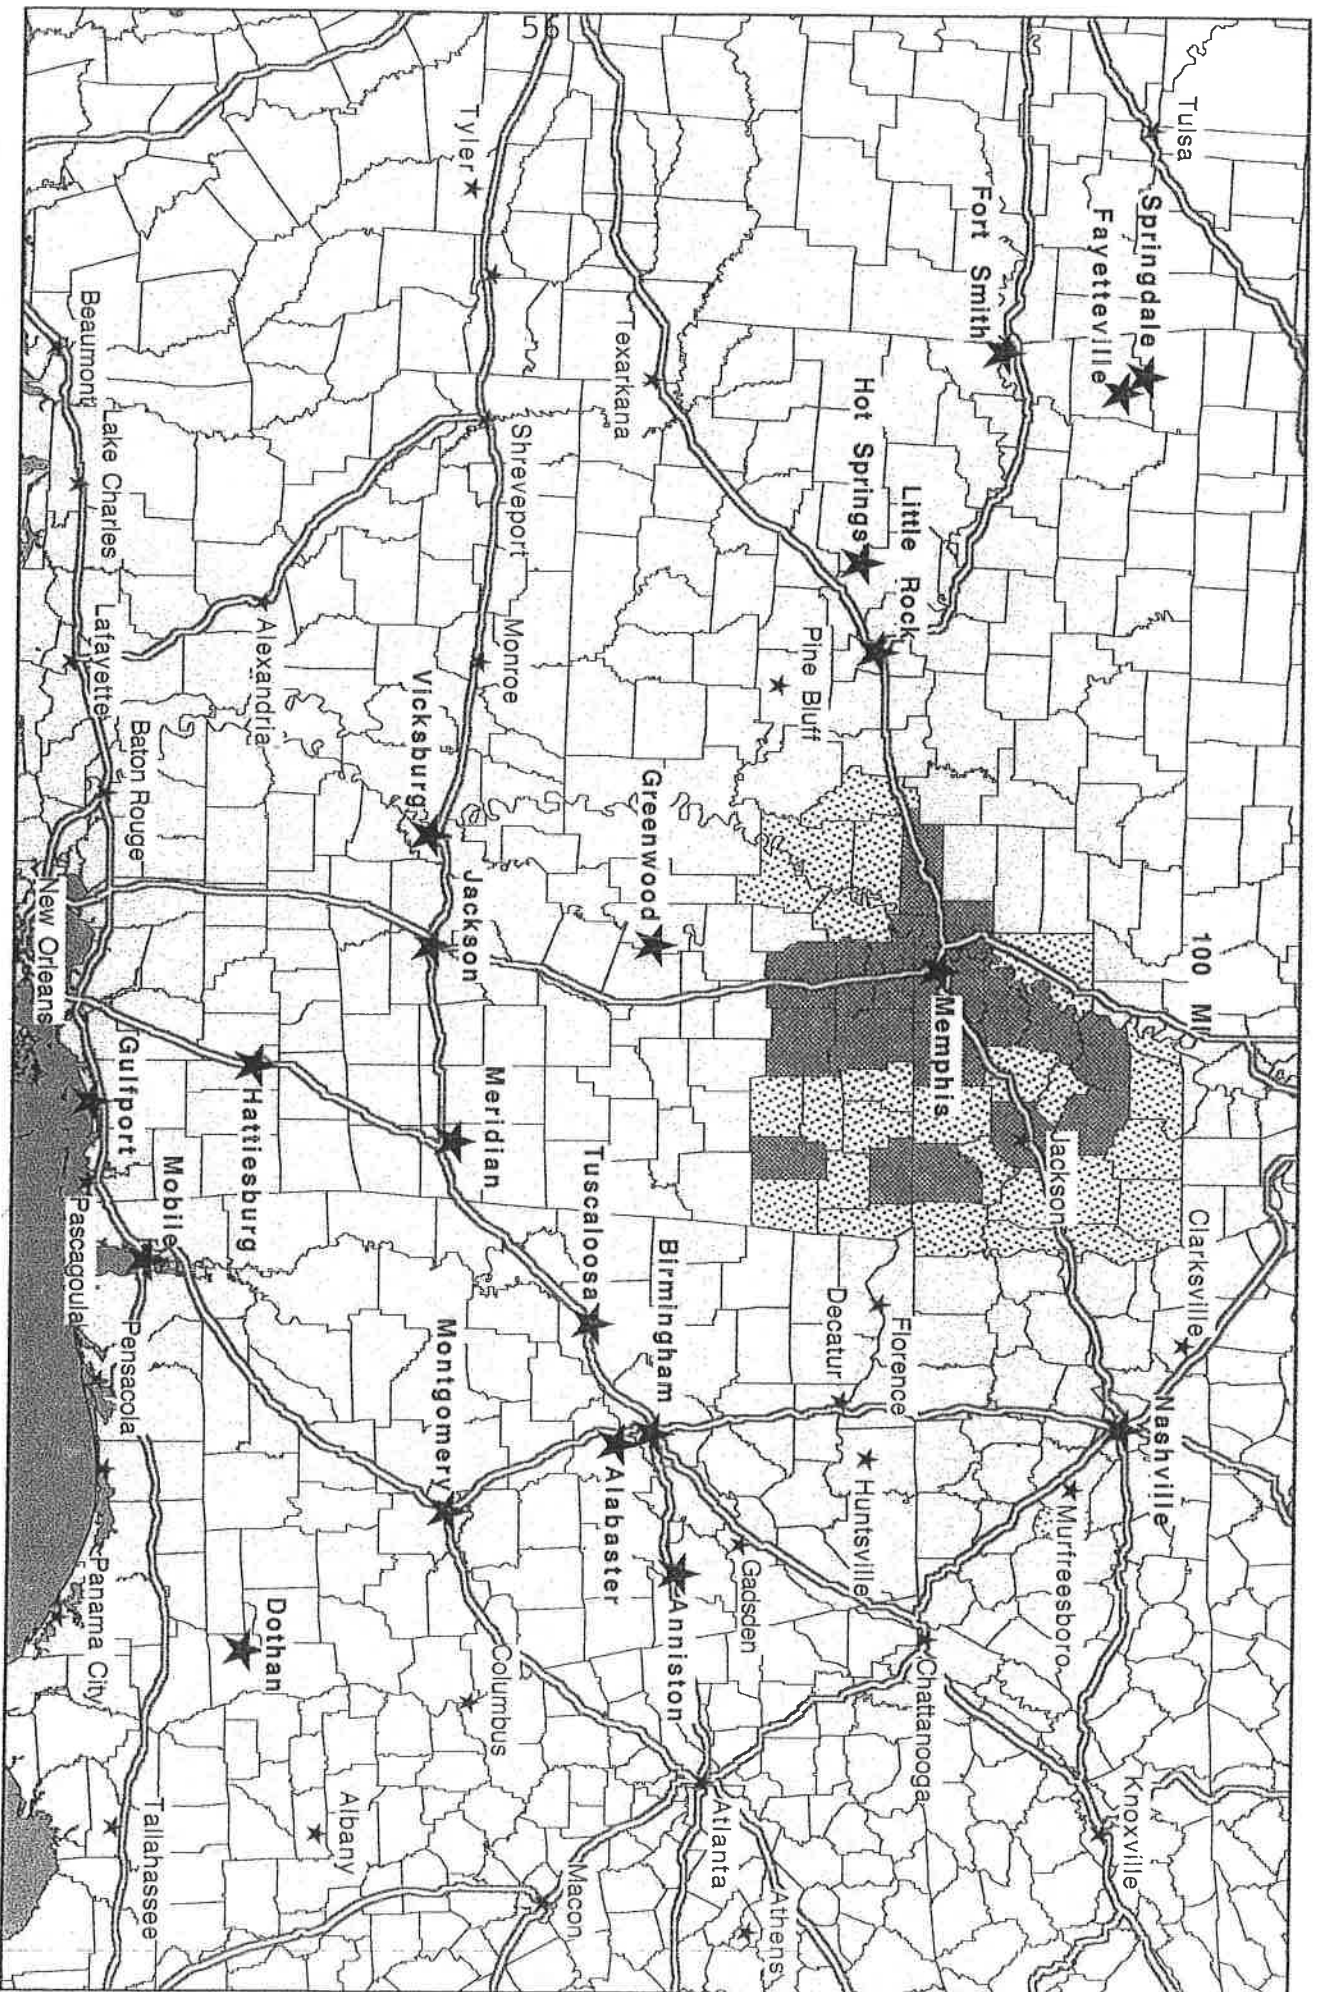 56
Tulsa
Springdale
Fayetteville
Fort Smith
Tyler
Texarkana
Hot Springs
Little Rock
Pine Bluff
Shreveport
Monroe
Beaumont
Lake Charles
Lafayette
Alexandria
Baton Rouge
New Orleans
Vicksburg
Jackson
Greenwood
Memphis
100 MI
Jackson
Clarksville
Nashville
Murfreesboro
Meridian
Hattiesburg
Gulfport
Pascagoula
Mobile
Pensacola
Tuscaloosa
Birmingham
Alabaster
Anniston
Montgomery
Decatur
Florence
Huntsville
Gadsden
Chattanooga
Knoxville
Dothan
Panama City
Columbus
Atlanta
Athens
Macon
Albany
Tallahassee